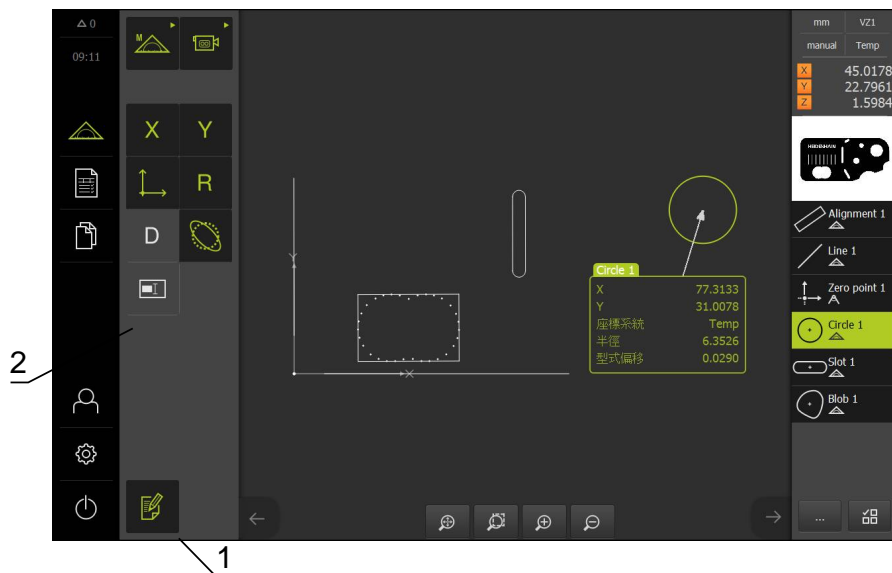 0
09:11
M
X Y
R
D
2
1
Y
X
Circle 1
X 77.3133
Y 31.0078
座標系統 Temp
半徑 6.3526
型式偏移 0.0290
mm VZ1
manual Temp
X 45.0178
Y 22.7961
Z 1.5984
HEIDENHAIN
Alignment 1
Line 1
Zero point 1
Circle 1
Slot 1
Blob 1
...